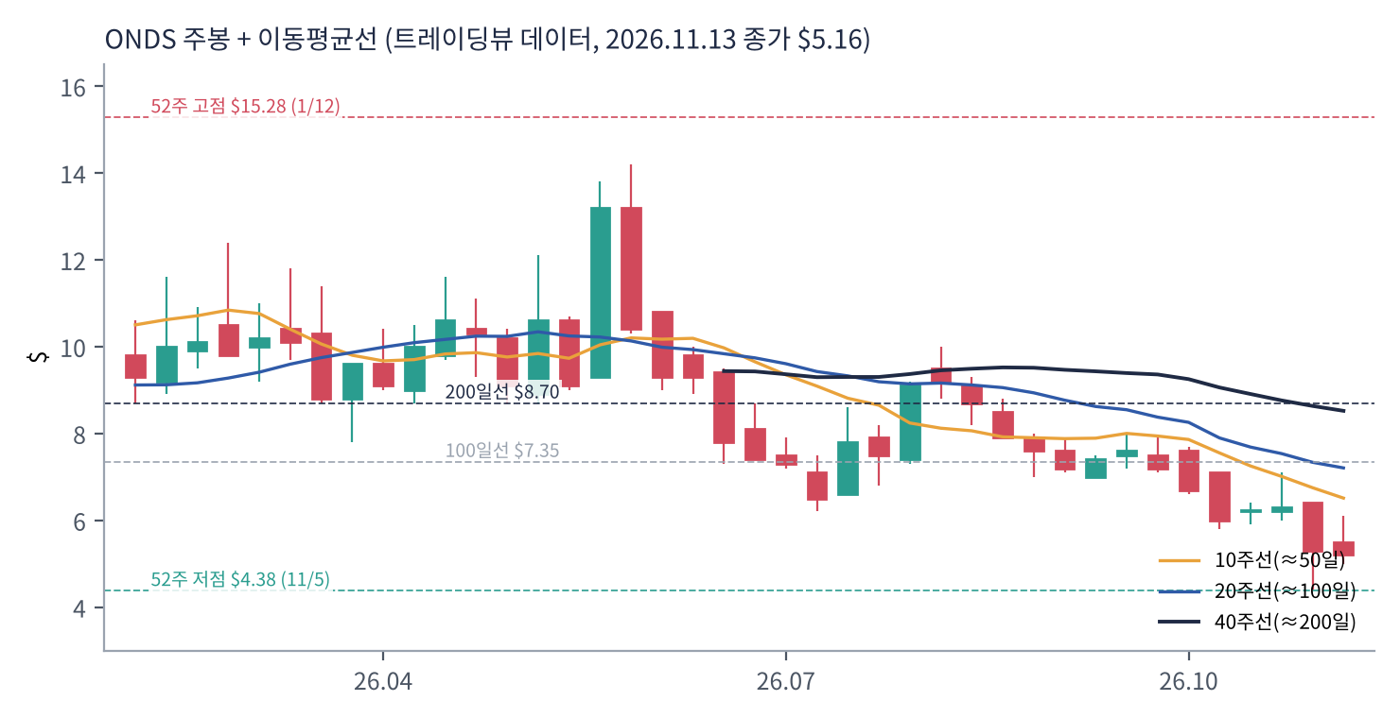 ONDS 주봉 + 이동평균선 (트레이딩뷰 데이터, 2026.11.13 종가 $5.16)
16
52주 고점 $15.28 (1/12)
14
12
$
10
200일선 $8.70
8
100일선 $7.35
6
10주선(≈50일)
52주 저점 $4.38 (11/5)
20주선(≈100일)
4
40주선(≈200일)
26.04
26.07
26.10